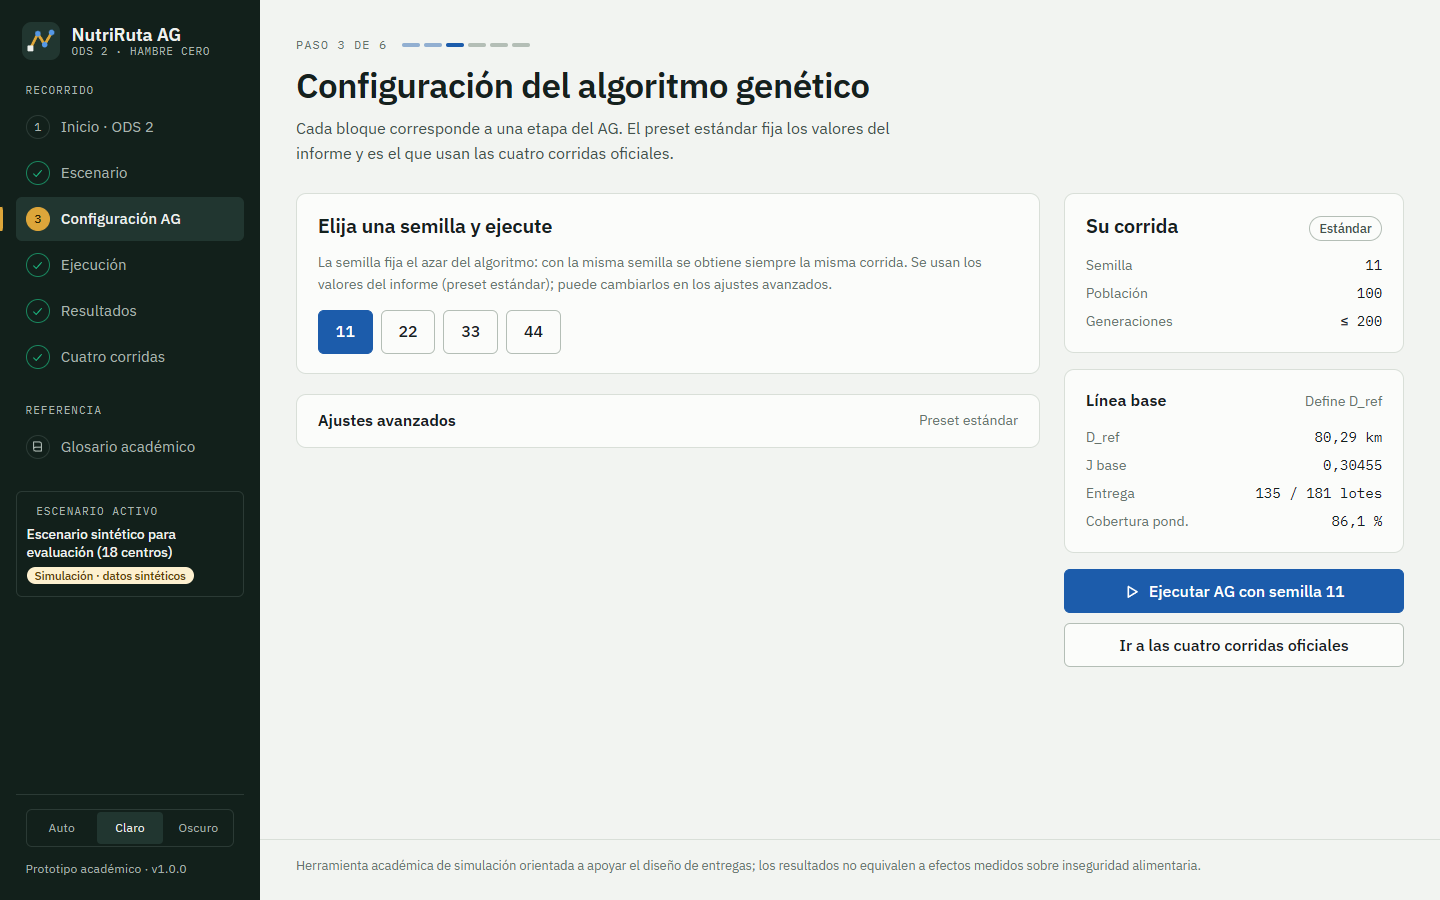 NutriRuta AG
ODS 2 · HAMBRE CERO
RECORRIDO
1 Inicio · ODS 2
Escenario
3 Configuración AG
Ejecución
Resultados
Cuatro corridas
REFERENCIA
Glosario académico
ESCENARIO ACTIVO
Escenario sintético para
evaluación (18 centros)
Simulación · datos sintéticos
Auto Claro Oscuro
Prototipo académico · v1.0.0
PASO 3 DE 6
Configuración del algoritmo genético
Cada bloque corresponde a una etapa del AG. El preset estándar fija los valores del
informe y es el que usan las cuatro corridas oficiales.
Elija una semilla y ejecute
La semilla fija el azar del algoritmo: con la misma semilla se obtiene siempre la misma corrida. Se usan los
valores del informe (preset estándar); puede cambiarlos en los ajustes avanzados.
11 22 33 44
Ajustes avanzados Preset estándar
Su corrida Estándar
Semilla 11
Población 100
Generaciones ≤ 200
Línea base Define D_ref
D_ref 80,29 km
J base 0,30455
Entrega 135 / 181 lotes
Cobertura pond. 86,1 %
Ejecutar AG con semilla 11
Ir a las cuatro corridas oficiales
Herramienta académica de simulación orientada a apoyar el diseño de entregas; los resultados no equivalen a efectos medidos sobre inseguridad alimentaria.